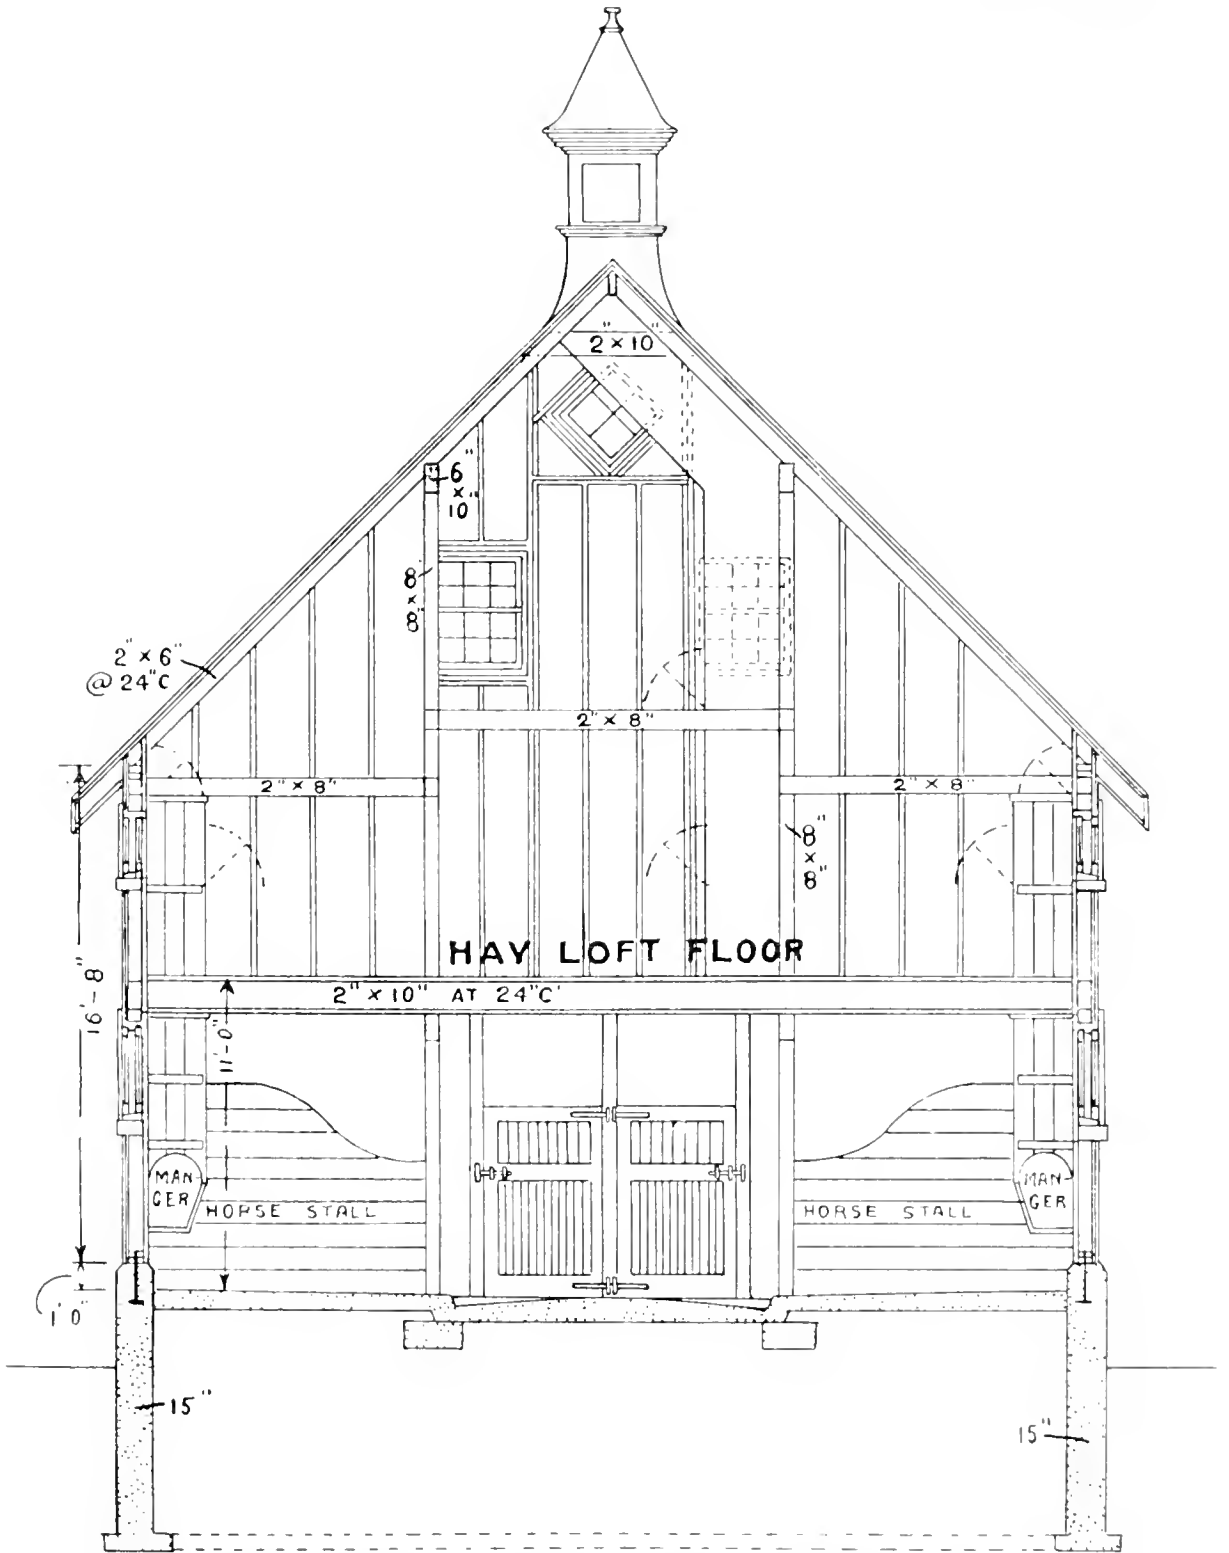 2" × 10"
6"
×
10"
8"
×
8"
2" × 6"
@ 24"C
2" × 8"
2" × 8"
2" × 8"
8"
×
8"
HAY LOFT FLOOR
2" × 10" AT 24"C
16'-8"
11'-0"
MAN
GER
HORSE STALL
HORSE STALL
MAN-
GER
1'0"
15"
15"